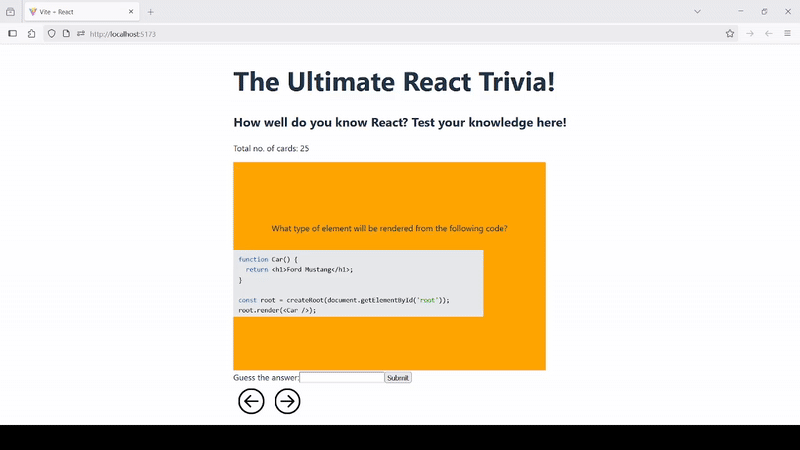 Vite + React
http://localhost:5173
The Ultimate React Trivia!
How well do you know React? Test your knowledge here!
Total no. of cards: 25
What type of element will be rendered from the following code?
function Car() {
  return <h1>Ford Mustang</h1>;
}
const root = createRoot(document.getElementById('root'));
root.render(<Car />);
Guess the answer: Submit